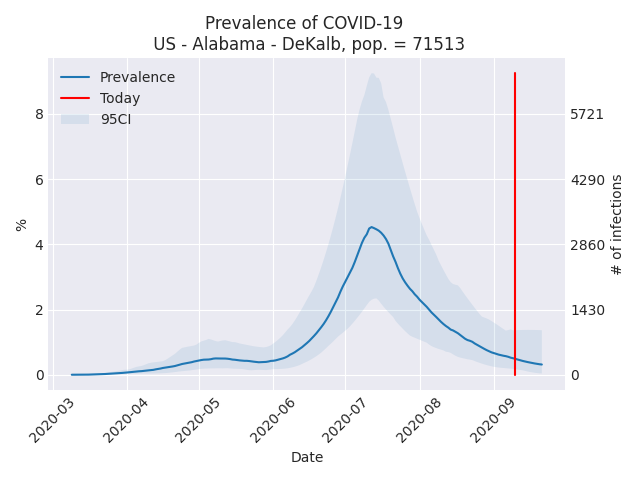 Prevalence of COVID-19
US - Alabama - DeKalb, pop. = 71513
Prevalence
Today
95CI
%
8
6
4
2
0
5721
4290
2860
1430
0
# of infections
2020-03
2020-04
2020-05
2020-06
2020-07
2020-08
2020-09
Date